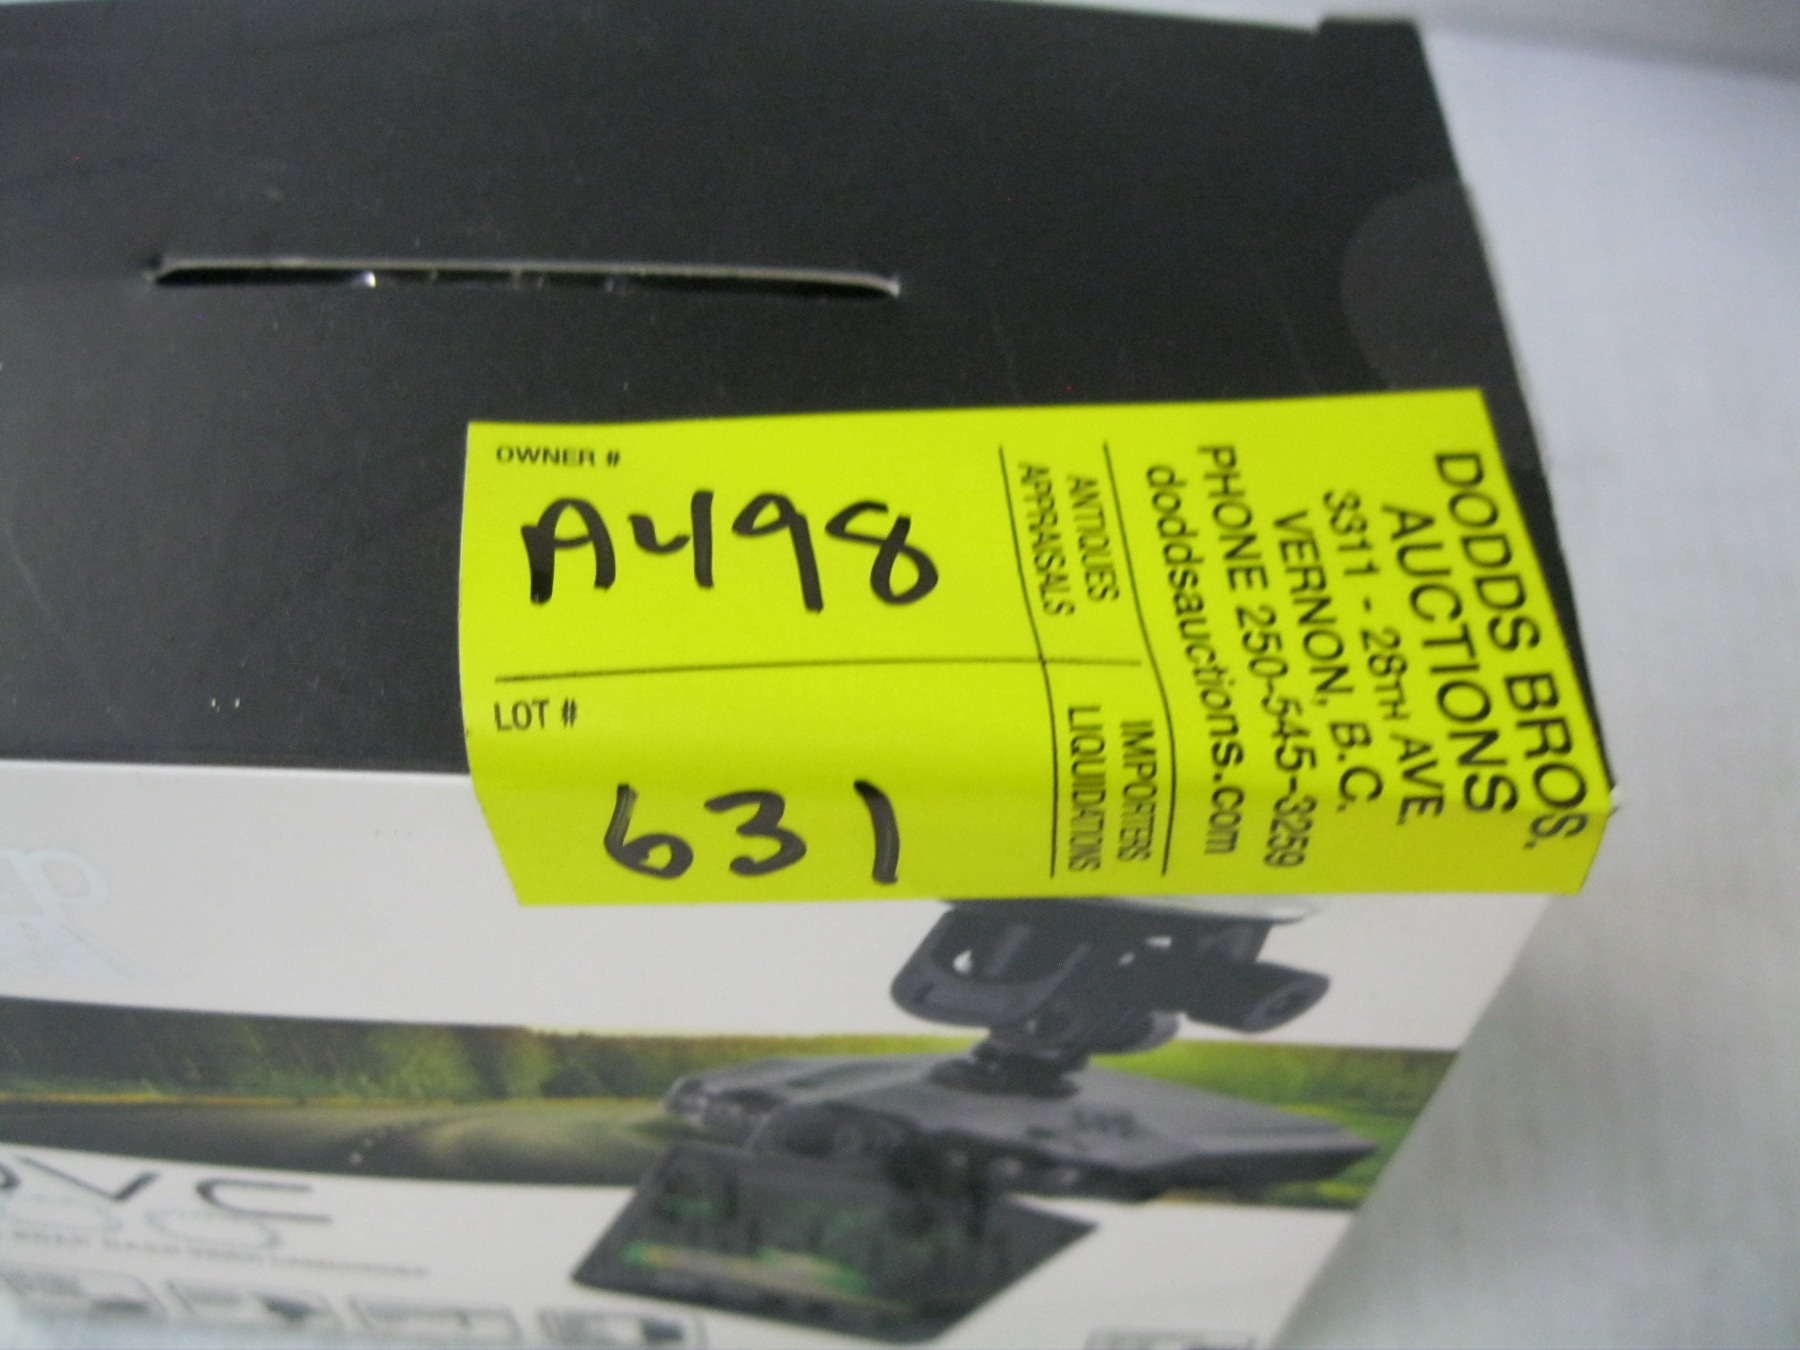 OWNER #
A498
LOT #
631
ANTIQUES
APPRAISALS
IMPORTERS
LIQUIDATIONS
DODDS BROS.
AUCTIONS
3311 - 28TH AVE.
VERNON, B.C.
PHONE 250-545-3259
doddsauctions.com